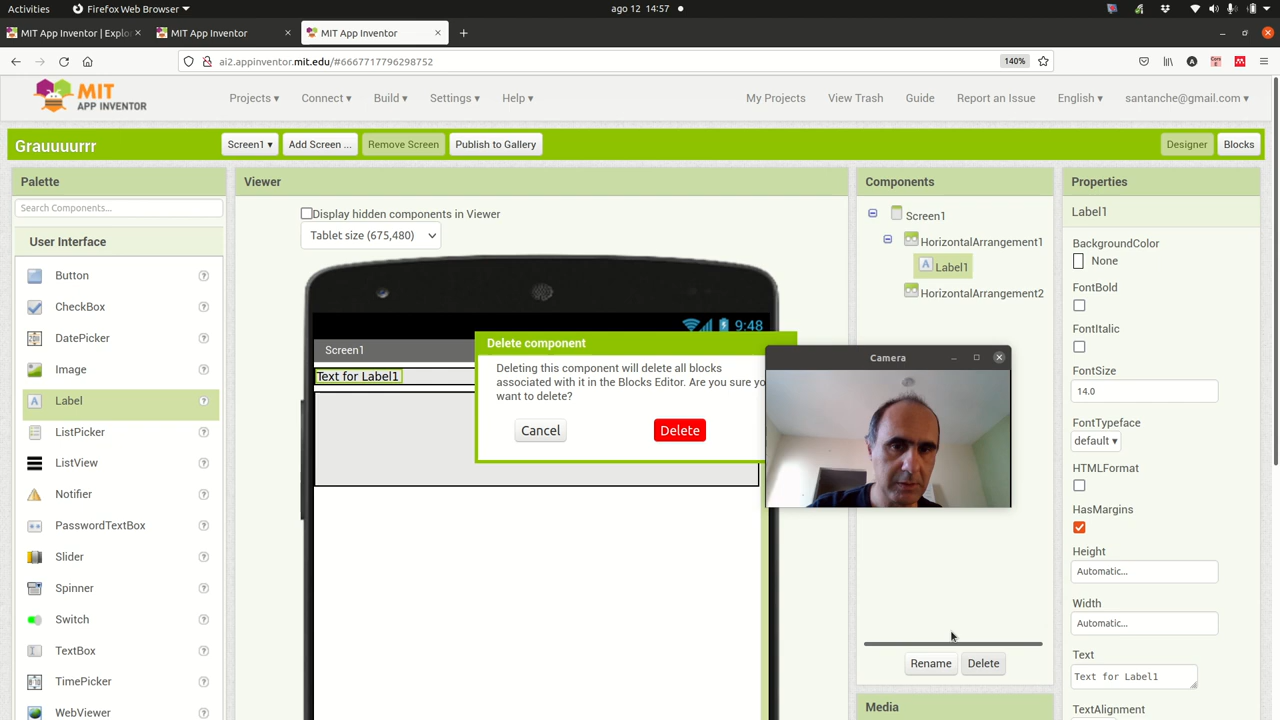 Activities
Firefox Web Browser ▾
ago 12 14:57
MIT App Inventor | Explo
MIT App Inventor
MIT App Inventor
ai2.appinventor.mit.edu/#6667717796298752
140%
MIT
APP INVENTOR
Projects ▾
Connect ▾
Build ▾
Settings ▾
Help ▾
My Projects
View Trash
Guide
Report an Issue
English ▾
santanche@gmail.com ▾
Grauuuurrr
Screen1 ▾
Add Screen ...
Remove Screen
Publish to Gallery
Designer
Blocks
Palette
Search Components...
User Interface
Button
CheckBox
DatePicker
Image
Label
ListPicker
ListView
Notifier
PasswordTextBox
Slider
Spinner
Switch
TextBox
TimePicker
WebViewer
Viewer
Display hidden components in Viewer
Tablet size (675,480)
9:48
Screen1
Text for Label1
Delete component
Deleting this component will delete all blocks
associated with it in the Blocks Editor. Are you sure yo
want to delete?
Cancel
Delete
Camera
Components
Screen1
HorizontalArrangement1
Label1
HorizontalArrangement2
Rename
Delete
Media
Properties
Label1
BackgroundColor
None
FontBold
FontItalic
FontSize
14.0
FontTypeface
default ▾
HTMLFormat
HasMargins
Height
Automatic...
Width
Automatic...
Text
Text for Label1
TextAlignment